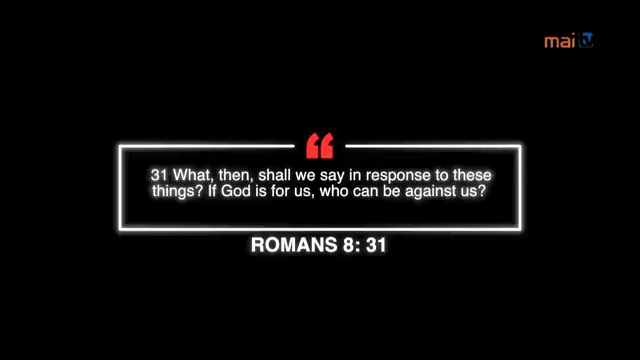 mai tv
31 What, then, shall we say in response to these
things? If God is for us, who can be against us?
ROMANS 8: 31